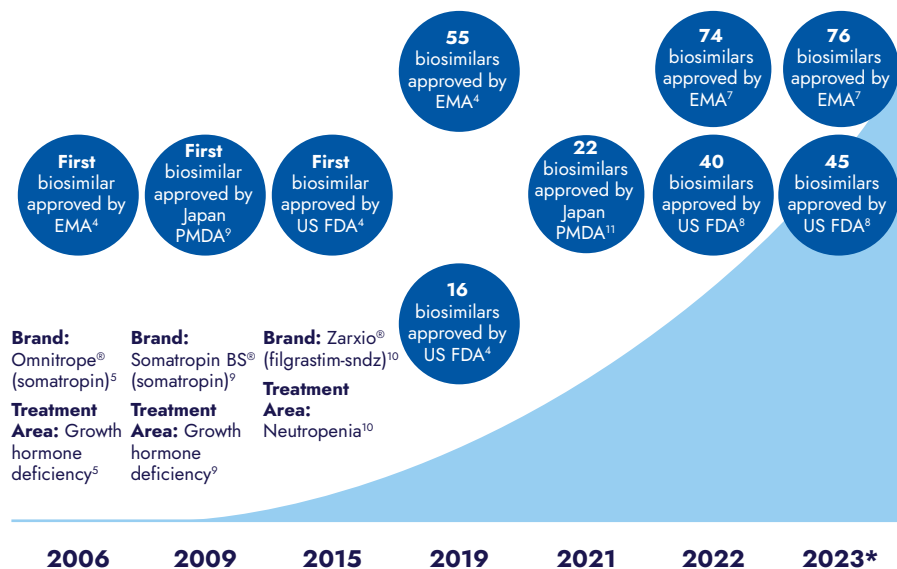 First
biosimilar
approved by
EMA⁴
First
biosimilar
approved by
Japan
PMDA⁹
First
biosimilar
approved by
US FDA⁴
55
biosimilars
approved by
EMA⁴
16
biosimilars
approved by
US FDA⁴
22
biosimilars
approved by
Japan
PMDA¹¹
74
biosimilars
approved by
EMA⁷
40
biosimilars
approved by
US FDA⁸
76
biosimilars
approved by
EMA⁷
45
biosimilars
approved by
US FDA⁸
Brand:
Omnitrope®
(somatropin)⁵
Treatment
Area: Growth
hormone
deficiency⁵
Brand:
Somatropin BS®
(somatropin)⁹
Treatment
Area: Growth
hormone
deficiency⁹
Brand: Zarxio®
(filgrastim-sndz)¹⁰
Treatment
Area:
Neutropenia¹⁰
2006 2009 2015 2019 2021 2022 2023*